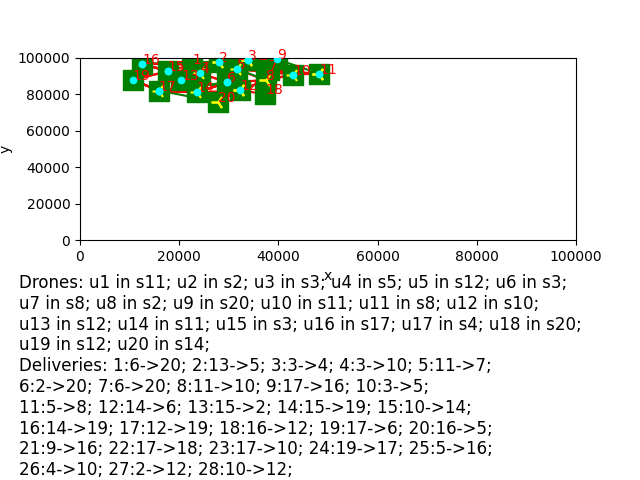 16
1
2
3
9
11
18
100000
80000
60000
40000
20000
0
y
0 20000 40000 60000 80000 100000
x
Drones: u1 in s11; u2 in s2; u3 in s3; u4 in s5; u5 in s12; u6 in s3;
u7 in s8; u8 in s2; u9 in s20; u10 in s11; u11 in s8; u12 in s10;
u13 in s12; u14 in s11; u15 in s3; u16 in s17; u17 in s4; u18 in s20;
u19 in s12; u20 in s14;
Deliveries: 1:6->20; 2:13->5; 3:3->4; 4:3->10; 5:11->7;
6:2->20; 7:6->20; 8:11->10; 9:17->16; 10:3->5;
11:5->8; 12:14->6; 13:15->2; 14:15->19; 15:10->14;
16:14->19; 17:12->19; 18:16->12; 19:17->6; 20:16->5;
21:9->16; 22:17->18; 23:17->10; 24:19->17; 25:5->16;
26:4->10; 27:2->12; 28:10->12;